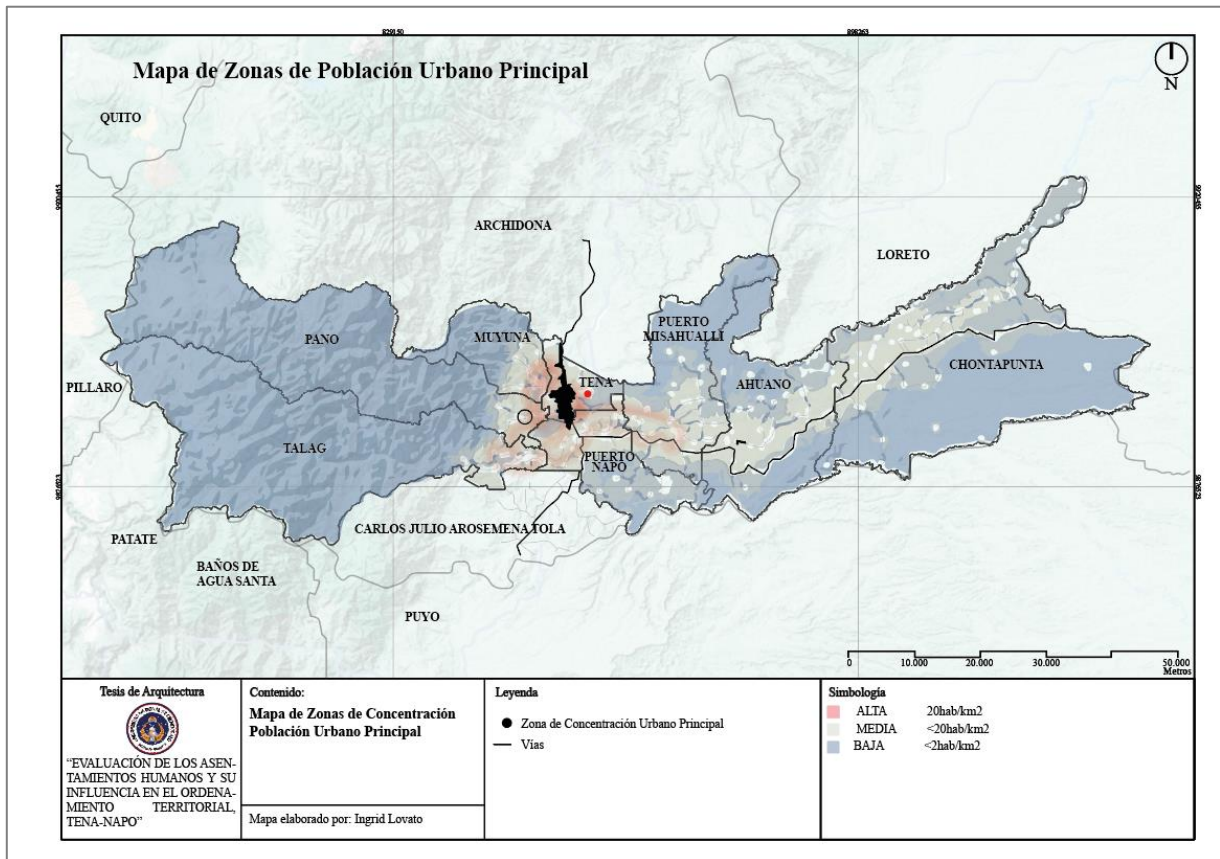 829150
898263
Mapa de Zonas de Población Urbano Principal
N
QUITO
ARCHIDONA
LORETO
PANO
MUYUNA
PUERTO
MISAHUALLÍ
TENA
AHUANO
CHONTAPUNTA
PILLARO
TALAG
PUERTO
NAPO
PATATE
CARLOS JULIO AROSEMENA TOLA
BAÑOS DE
AGUA SANTA
PUYO
0 10.000 20.000 30.000 50.000
Metros
Tesis de Arquitectura
"EVALUACIÓN DE LOS ASEN-
TAMIENTOS HUMANOS Y SU
INFLUENCIA EN EL ORDENA-
MIENTO TERRITORIAL,
TENA-NAPO"
Contenido:
Mapa de Zonas de Concentración
Población Urbano Principal
Mapa elaborado por: Ingrid Lovato
Leyenda
Zona de Concentración Urbano Principal
Vías
Simbología
ALTA 20hab/km2
MEDIA <20hab/km2
BAJA <2hab/km2